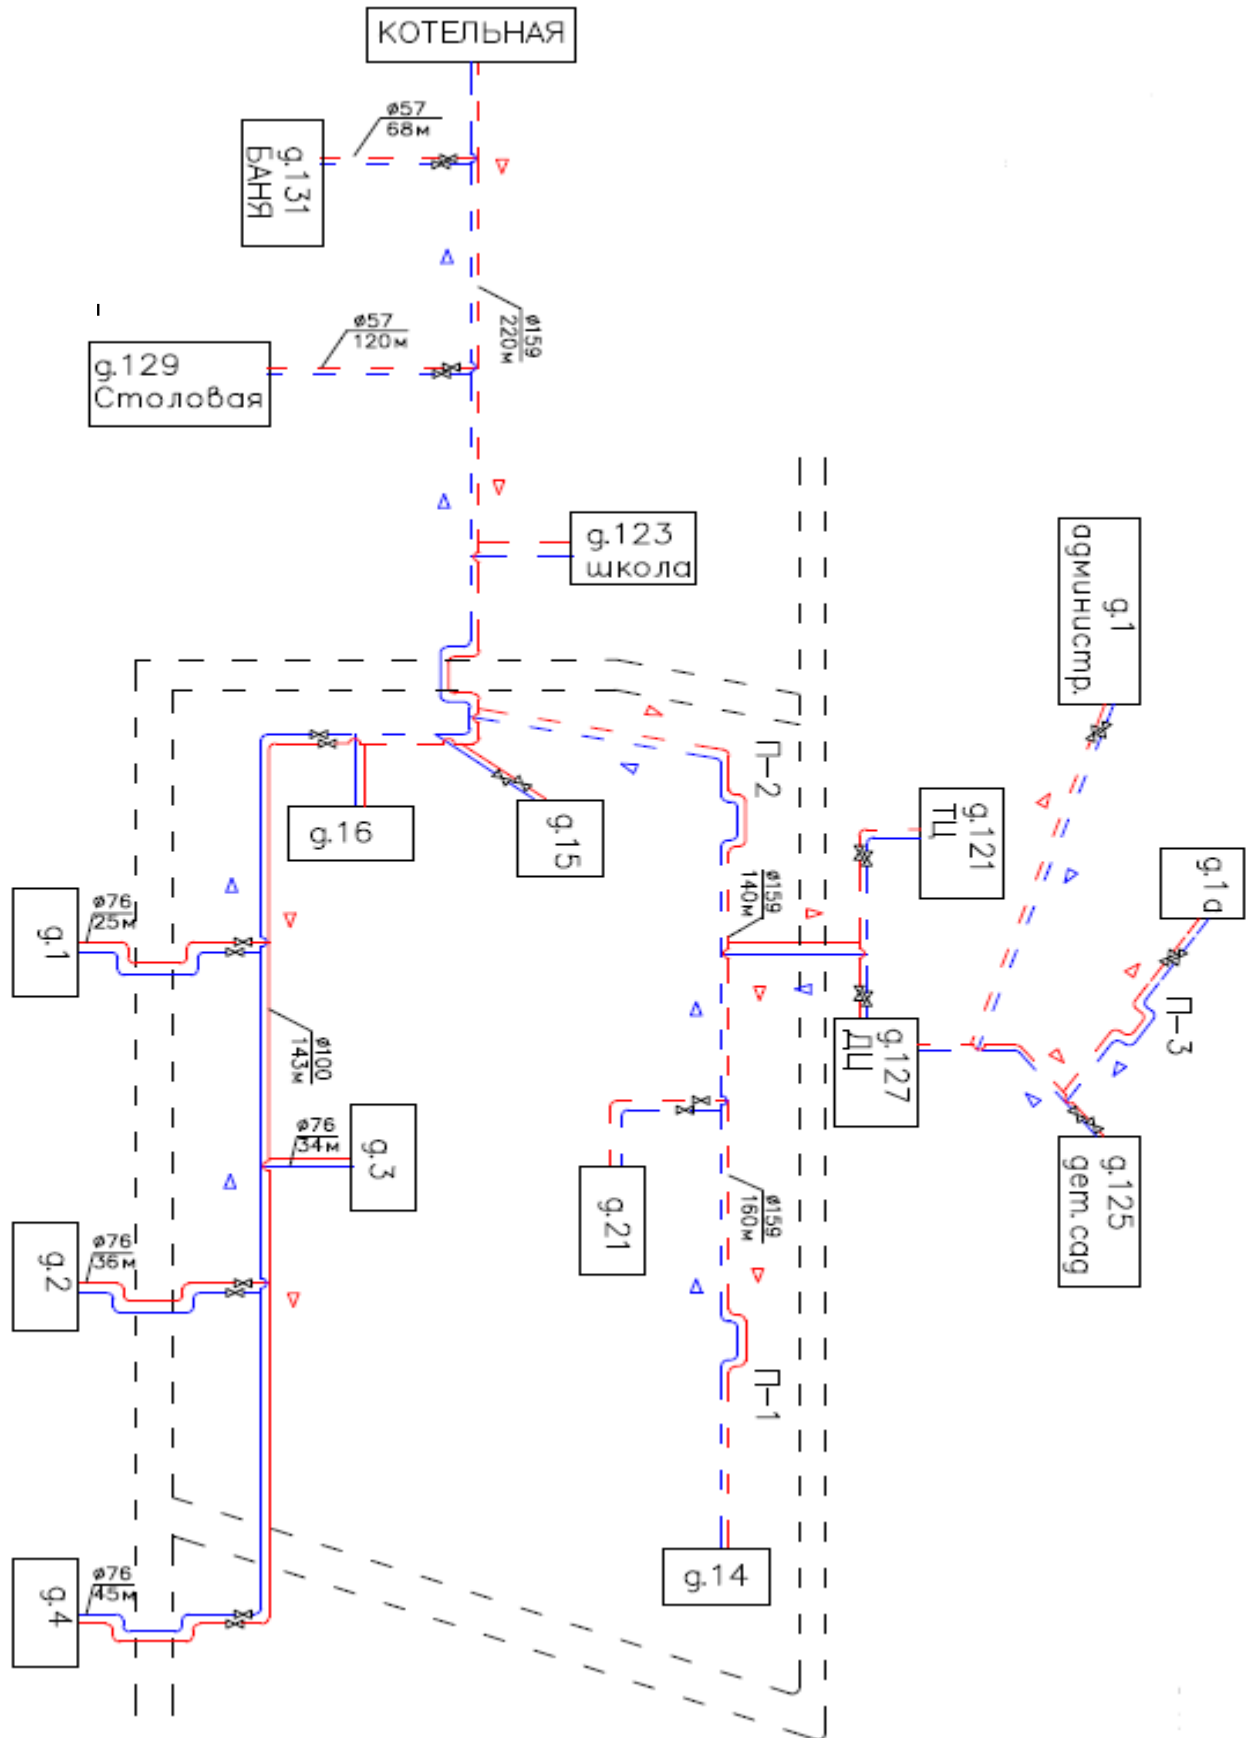 КОТЕЛЬНАЯ
ø57
68м
д.131
БАНЯ
ø159
220м
ø57
120м
д.129
Столовая
д.123
школа
д.1
администр.
П-2
д.121
ТЦ
д.16
д.15
д.1а
ø159
140м
ø76
25м
д.1
П-3
ø100
143м
д.127
ДЦ
ø76
34м
д.3
д.125
дет.сад
д.21
ø159
160м
ø76
36м
д.2
П-1
д.14
ø76
45м
д.4